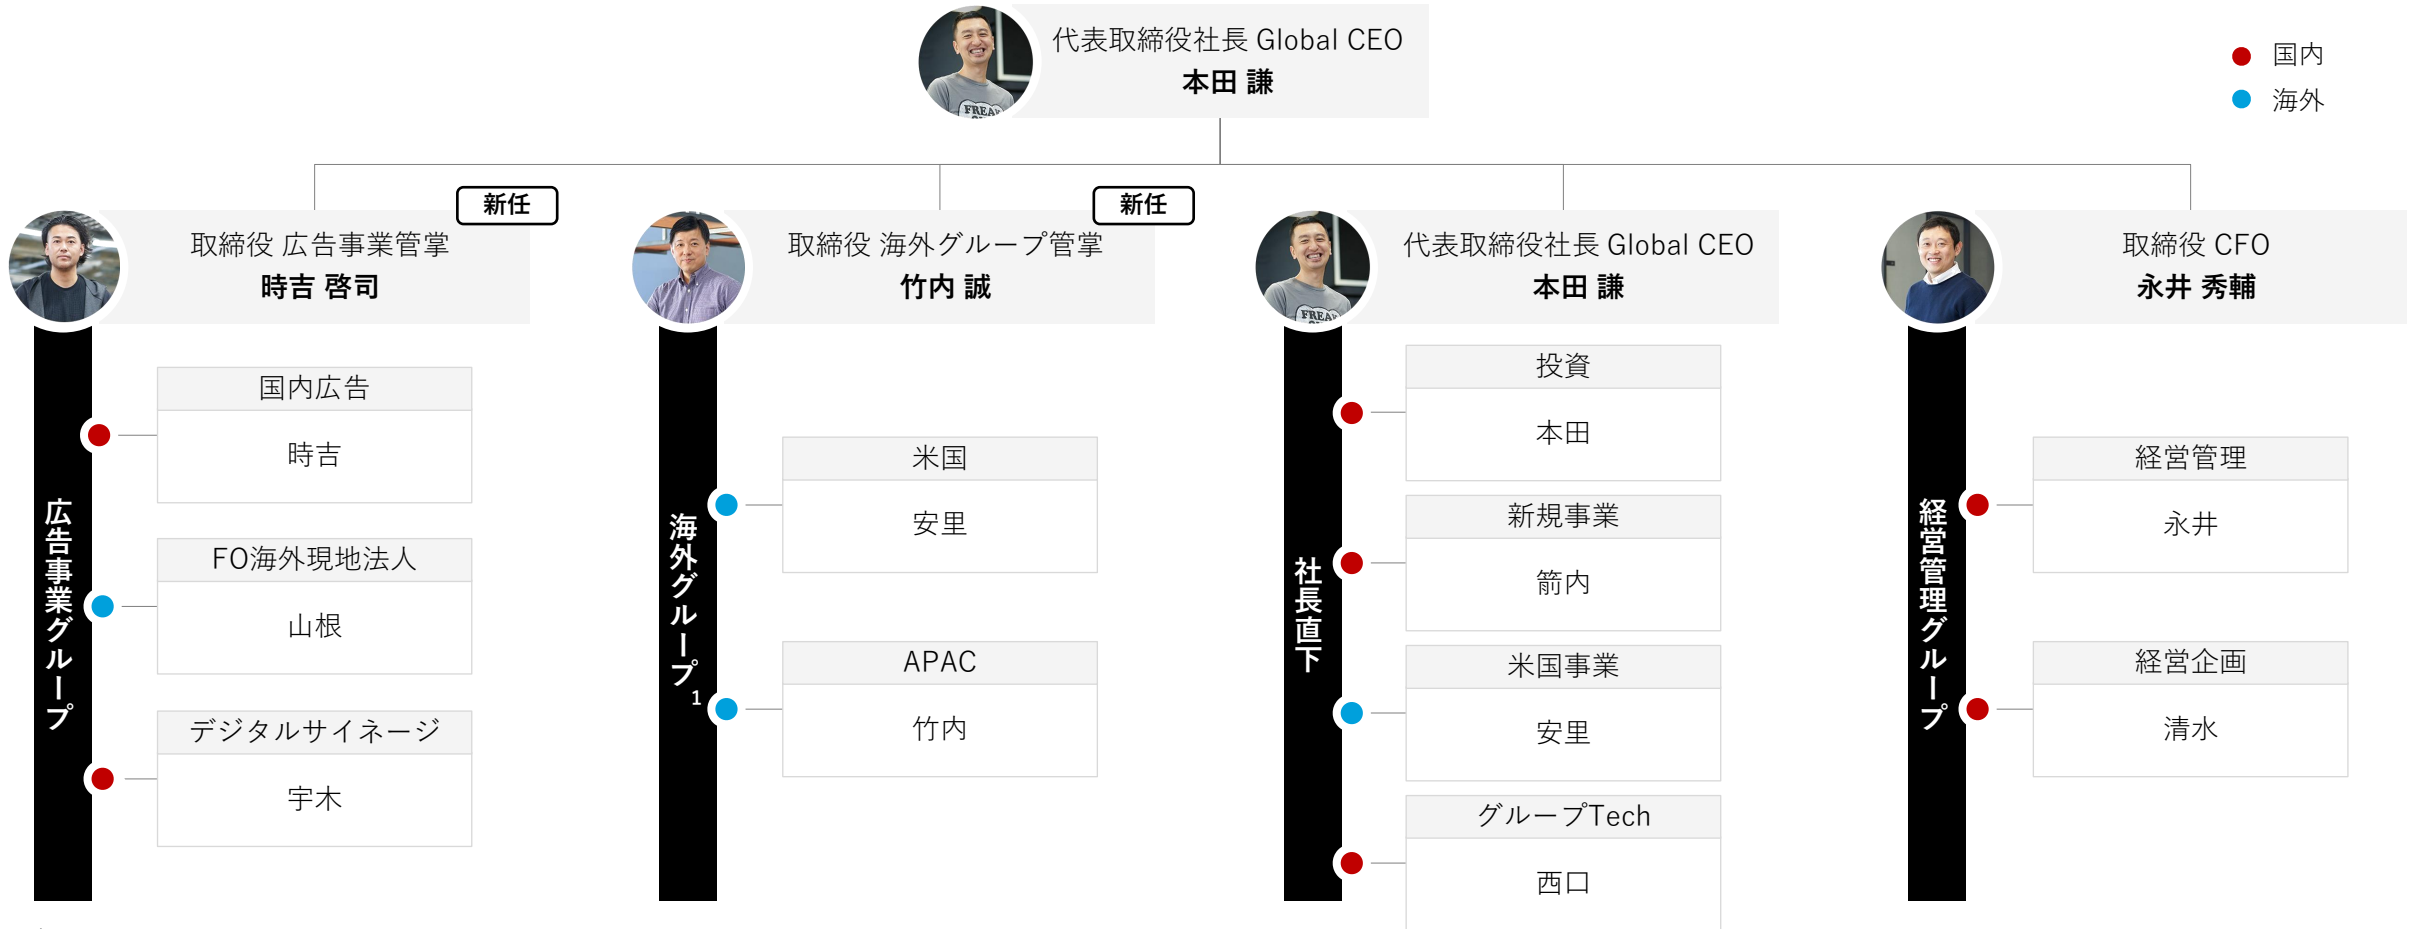 代表取締役社長 Global CEO
本田 謙
国内
海外
新任
取締役 広告事業管掌
時吉 啓司
新任
取締役 海外グループ管掌
竹内 誠
代表取締役社長 Global CEO
本田 謙
取締役 CFO
永井 秀輔
広告事業グループ
国内広告
時吉
FO海外現地法人
山根
デジタルサイネージ
宇木
海外グループ1
米国
安里
APAC
竹内
社長直下
投資
本田
新規事業
箭内
米国事業
安里
グループTech
西口
経営管理グループ
経営管理
永井
経営企画
清水